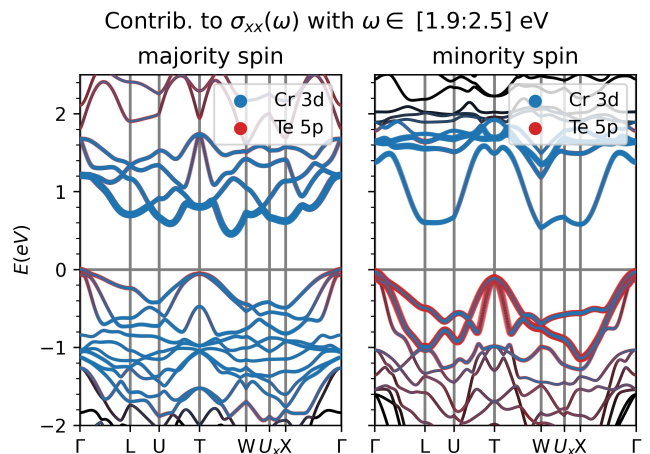 Contrib. to σxx(ω) with ω∈ [1.9:2.5] eV
majority spin
minority spin
Cr 3d
Te 5p
Cr 3d
Te 5p
E(eV)
2
1
0
−1
−2
Γ L U T W Ux X Γ
Γ L U T W Ux X Γ